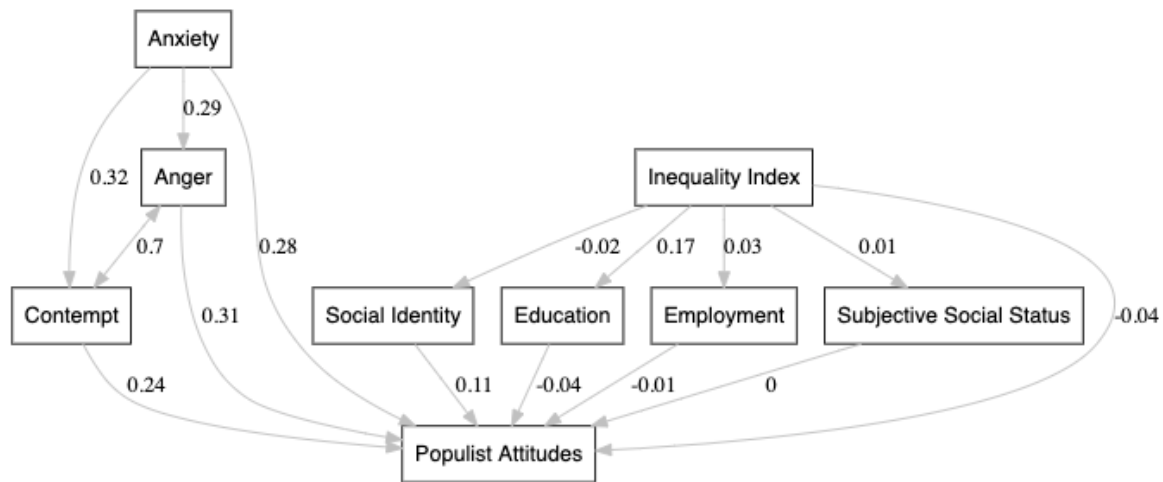 Anxiety
0.29
Anger
Inequality Index
0.32
0.7
0.28
-0.02
0.17
0.03
0.01
Contempt
0.31
Social Identity
Education
Employment
Subjective Social Status
-0.04
0.24
0.11
-0.04
-0.01
0
Populist Attitudes